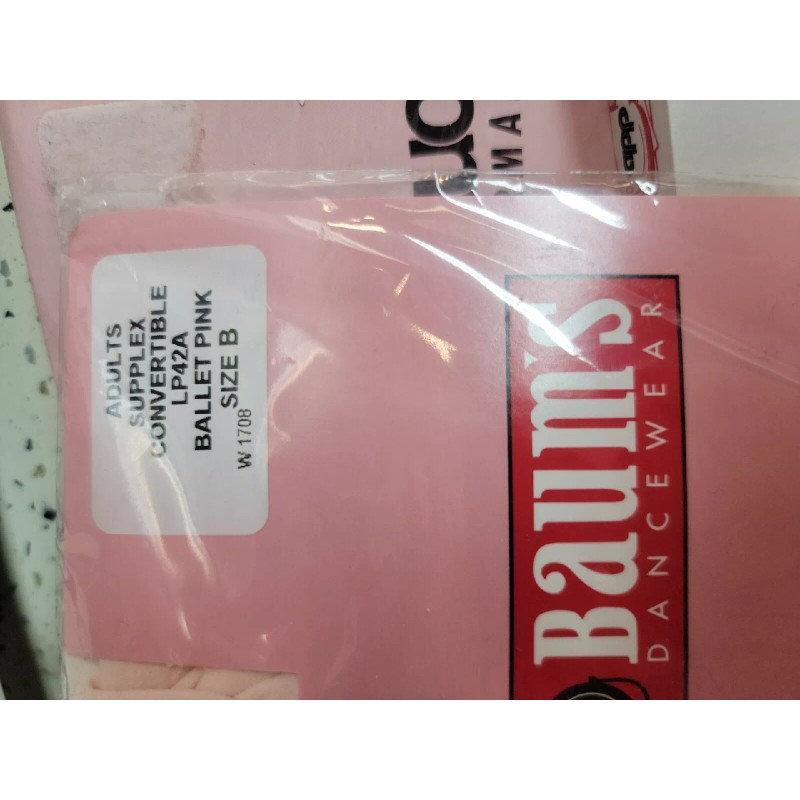 ADULTS
SUPPLEX
CONVERTIBLE
LP42A
BALLET PINK
SIZE B
W 1708
BAUM'S
DANCEWEAR